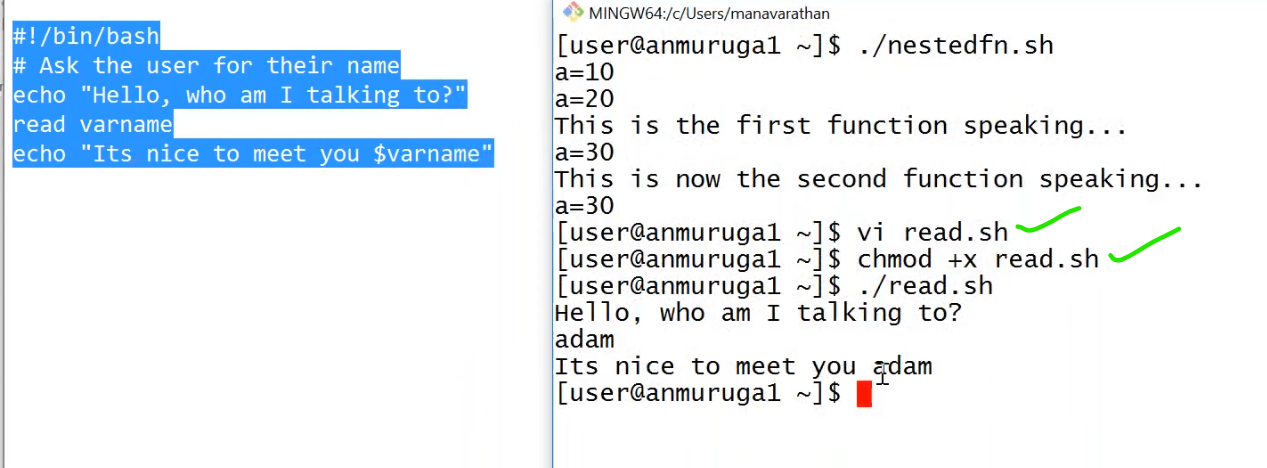 #!/bin/bash
# Ask the user for their name
echo "Hello, who am I talking to?"
read varname
echo "Its nice to meet you $varname"
MINGW64:/c/Users/manavarathan
[user@anmuruga1 ~]$ ./nestedfn.sh
a=10
a=20
This is the first function speaking...
a=30
This is now the second function speaking...
a=30
[user@anmuruga1 ~]$ vi read.sh
[user@anmuruga1 ~]$ chmod +x read.sh
[user@anmuruga1 ~]$ ./read.sh
Hello, who am I talking to?
adam
Its nice to meet you adam
[user@anmuruga1 ~]$